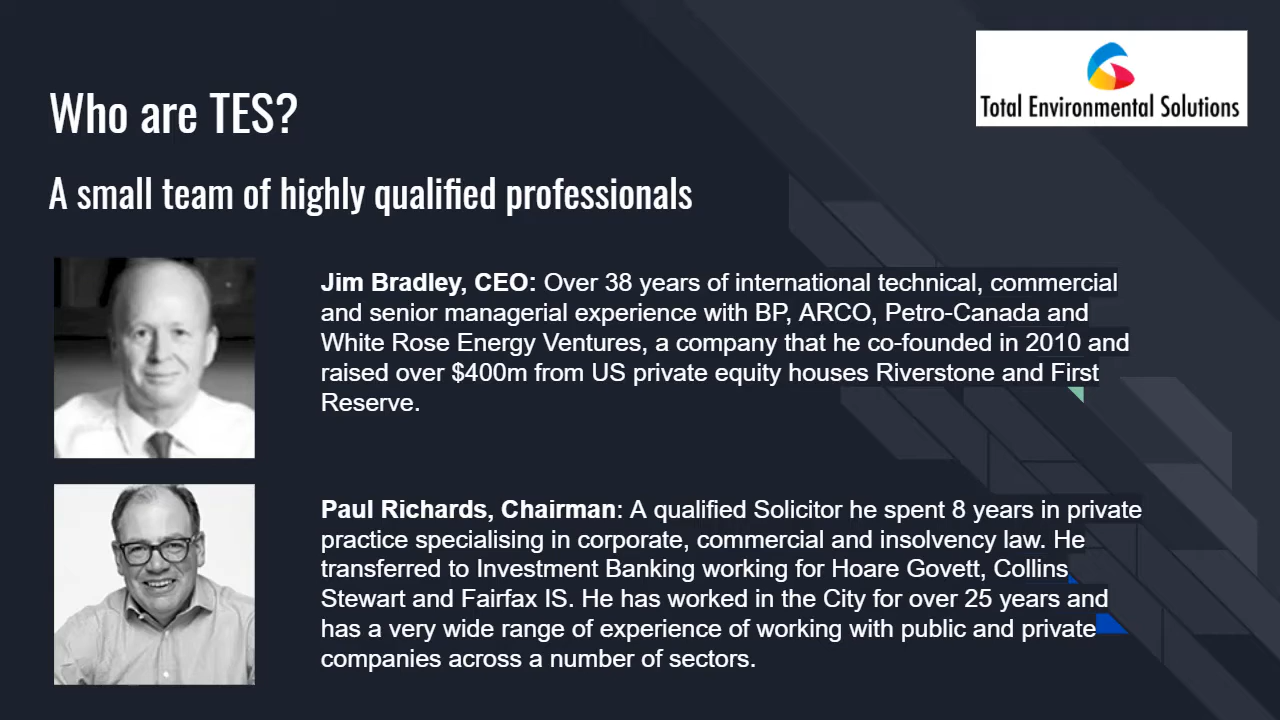 Total Environmental Solutions
Who are TES?
A small team of highly qualified professionals
Jim Bradley, CEO: Over 38 years of international technical, commercial
and senior managerial experience with BP, ARCO, Petro-Canada and
White Rose Energy Ventures, a company that he co-founded in 2010 and
raised over $400m from US private equity houses Riverstone and First
Reserve.
Paul Richards, Chairman: A qualified Solicitor he spent 8 years in private
practice specialising in corporate, commercial and insolvency law. He
transferred to Investment Banking working for Hoare Govett, Collins
Stewart and Fairfax IS. He has worked in the City for over 25 years and
has a very wide range of experience of working with public and private
companies across a number of sectors.